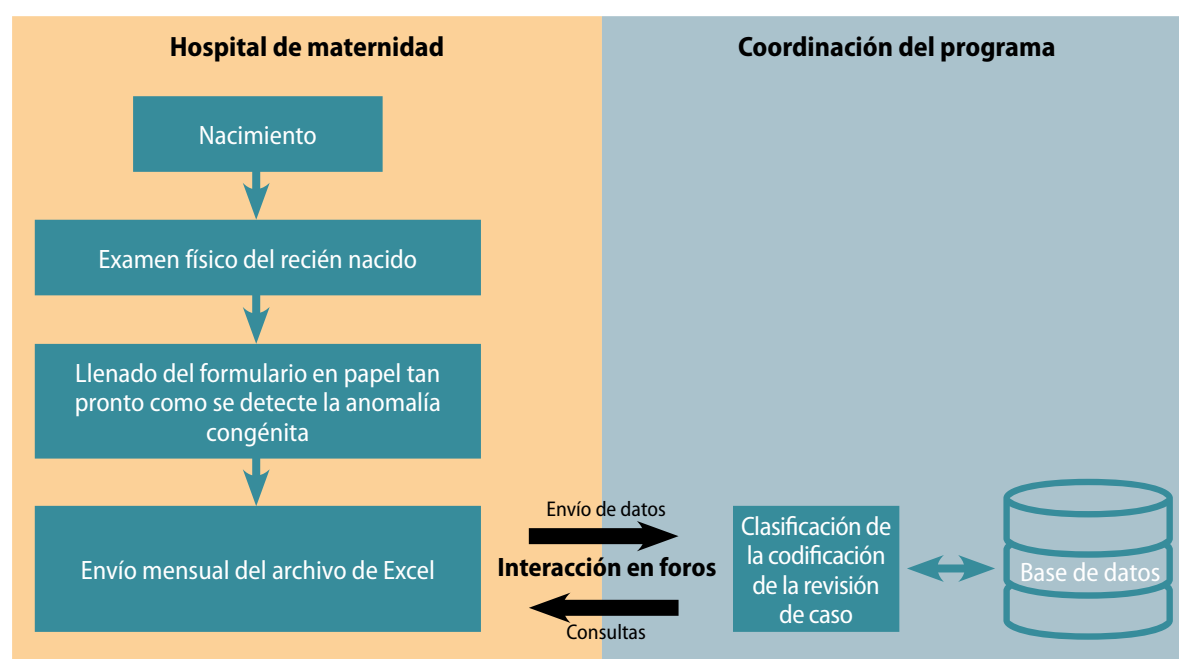 Hospital de maternidad
Coordinación del programa
Nacimiento
Examen físico del recién nacido
Llenado del formulario en papel tan
pronto como se detecte la anomalía
congénita
Envío mensual del archivo de Excel
Envío de datos
Interacción en foros
Consultas
Clasificación de
la codificación
de la revisión
de caso
Base de datos